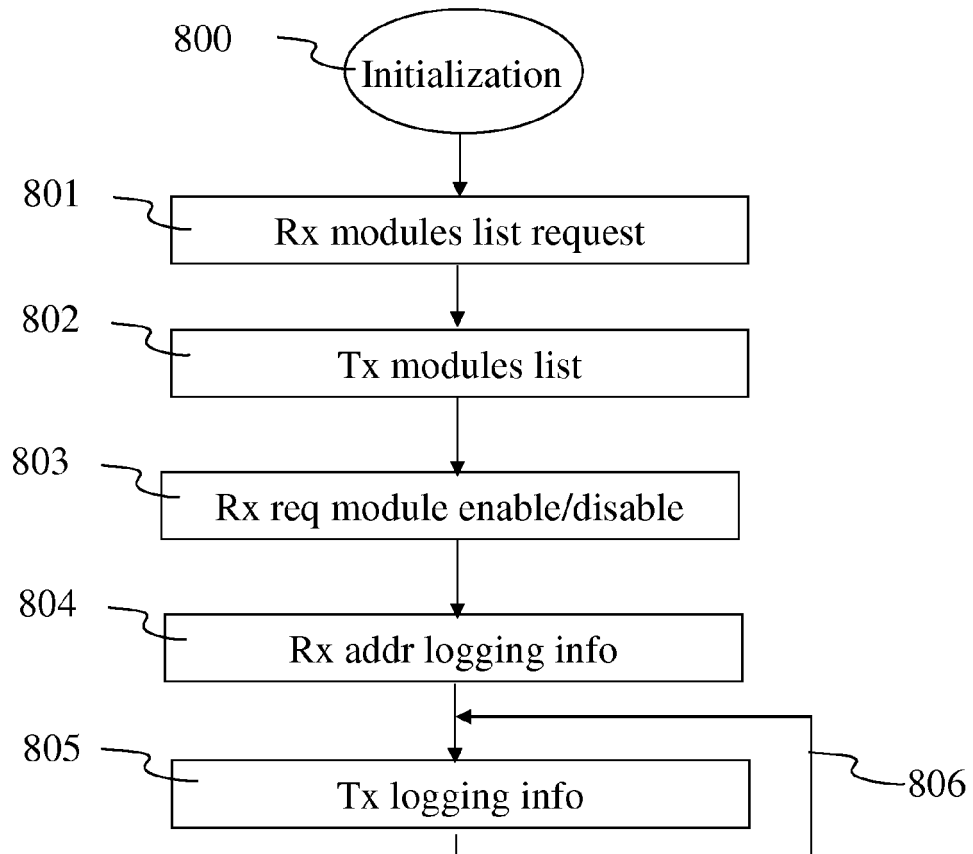 800
Initialization
801
Rx modules list request
802
Tx modules list
803
Rx req module enable/disable
804
Rx addr logging info
805
Tx logging info
806